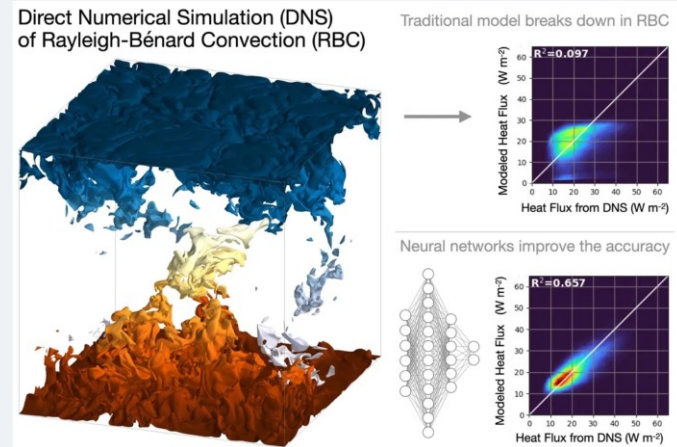 Direct Numerical Simulation (DNS)
of Rayleigh-Bénard Convection (RBC)
Traditional model breaks down in RBC
(W m⁻²)
R²=0.097
60
50
40
30
20
10
0
Modeled Heat Flux
0 10 20 30 40 50 60
Heat Flux from DNS (W m⁻²)
Neural networks improve the accuracy
(W m⁻²)
R²=0.657
60
50
40
30
20
10
0
Modeled Heat Flux
0 10 20 30 40 50 60
Heat Flux from DNS (W m⁻²)